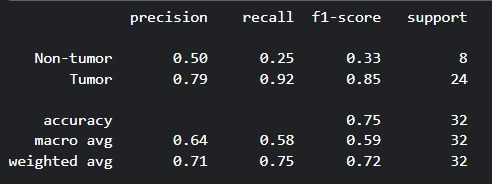 precision recall f1-score support
Non-tumor 0.50 0.25 0.33 8
Tumor 0.79 0.92 0.85 24
accuracy 0.75 32
macro avg 0.64 0.58 0.59 32
weighted avg 0.71 0.75 0.72 32